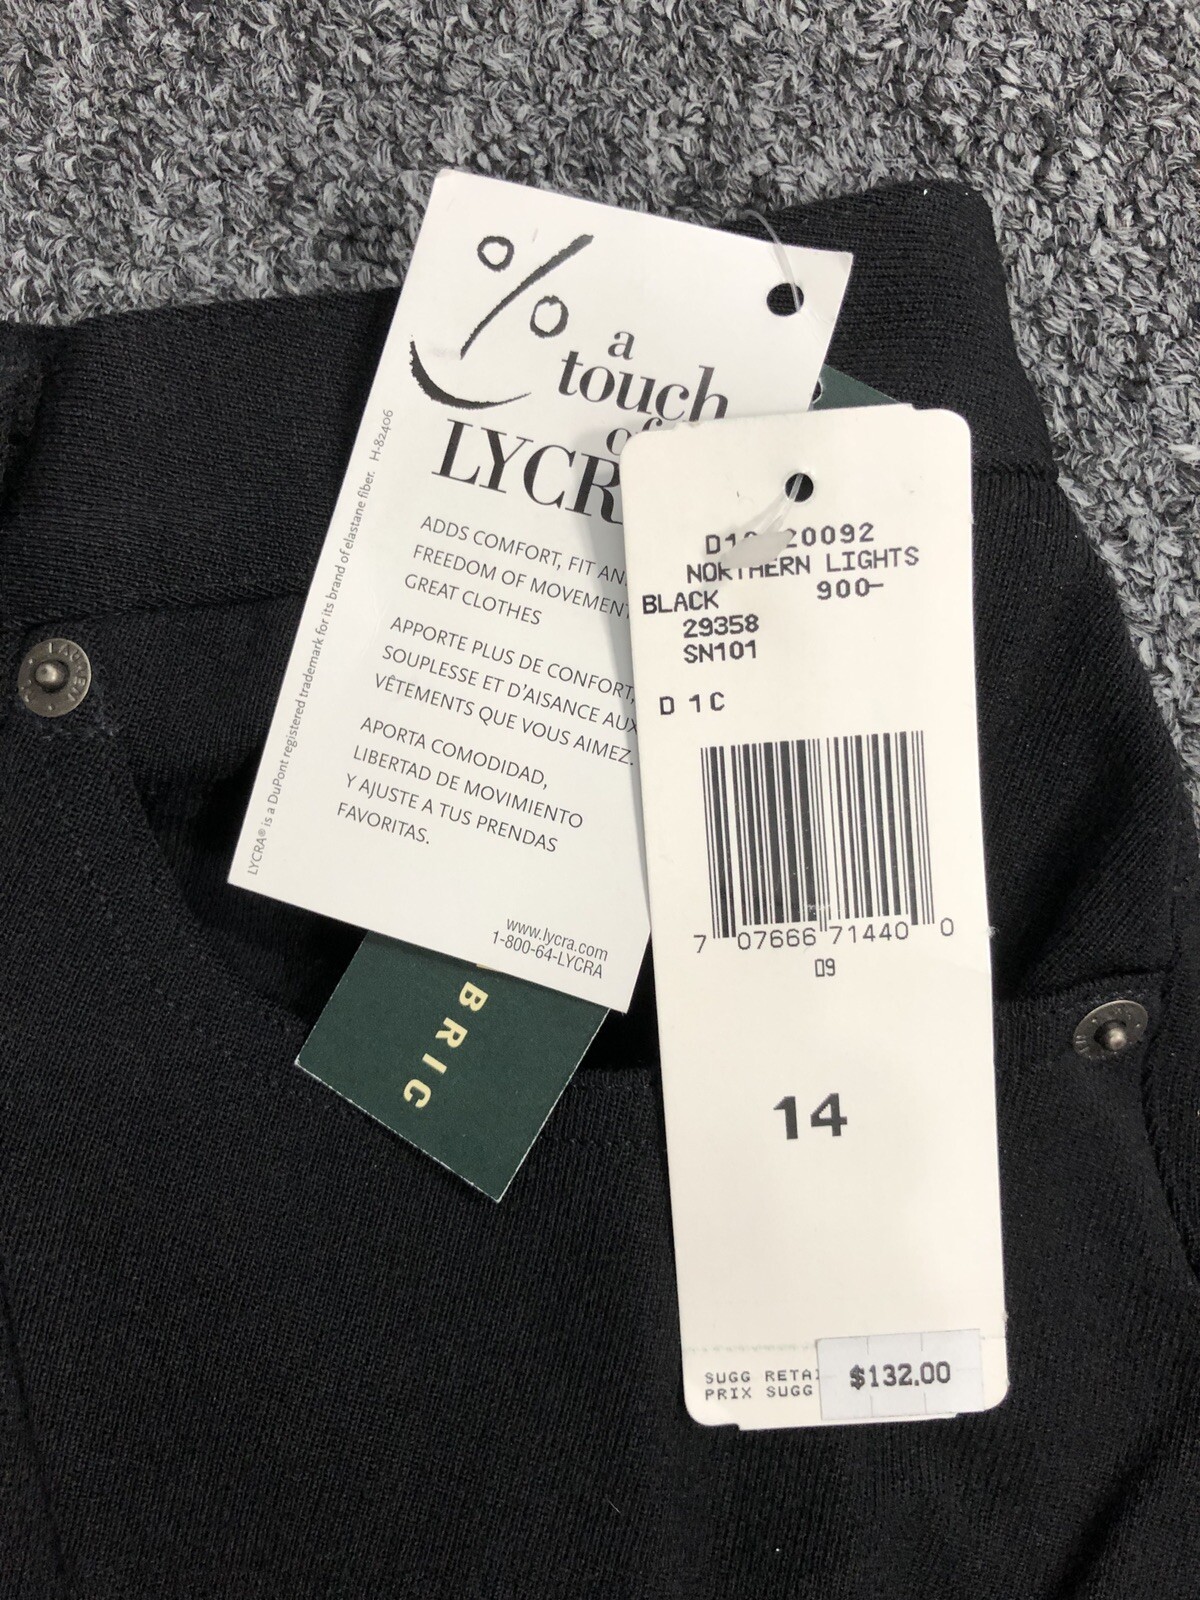 %
a
touch
of
LYCR
ADDS COMFORT, FIT AN
FREEDOM OF MOVEMENT
GREAT CLOTHES
APPORTE PLUS DE CONFORT,
SOUPLESSE ET D'AISANCE AUX
VÊTEMENTS QUE VOUS AIMEZ.
APORTA COMODIDAD,
LIBERTAD DE MOVIMIENTO
Y AJUSTE A TUS PRENDAS
FAVORITAS.
www.lycra.com
1-800-64-LYCRA
LYCRA® is a DuPont registered trademark for its brand of elastane fiber. H-82406
BRIC
20092
NORTHERN LIGHTS
BLACK 900-
29358
SN101
D 1C
7 07666 71440 0
09
14
SUGG RETAI
PRIX SUGG
$132.00
LAUREN